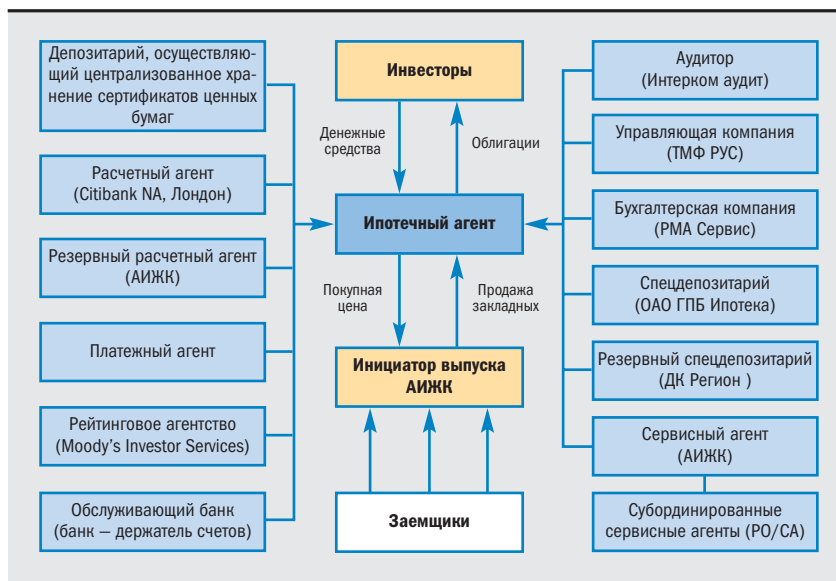 Депозитарий, осуществляю-
щий централизованное хра-
нение сертификатов ценных
бумаг
Расчетный агент
(Citibank NA, Лондон)
Резервный расчетный агент
(АИЖК)
Платежный агент
Рейтинговое агентство
(Moody's Investor Services)
Обслуживающий банк
(банк — держатель счетов)
Инвесторы
Денежные
средства
Облигации
Ипотечный агент
Покупная
цена
Продажа
закладных
Инициатор выпуска
АИЖК
Заемщики
Аудитор
(Интерком аудит)
Управляющая компания
(ТМФ РУС)
Бухгалтерская компания
(РМА Сервис)
Спецдепозитарий
(ОАО ГПБ Ипотека)
Резервный спецдепозитарий
(ДК Регион )
Сервисный агент
(АИЖК)
Субординированные
сервисные агенты (РО/СА)